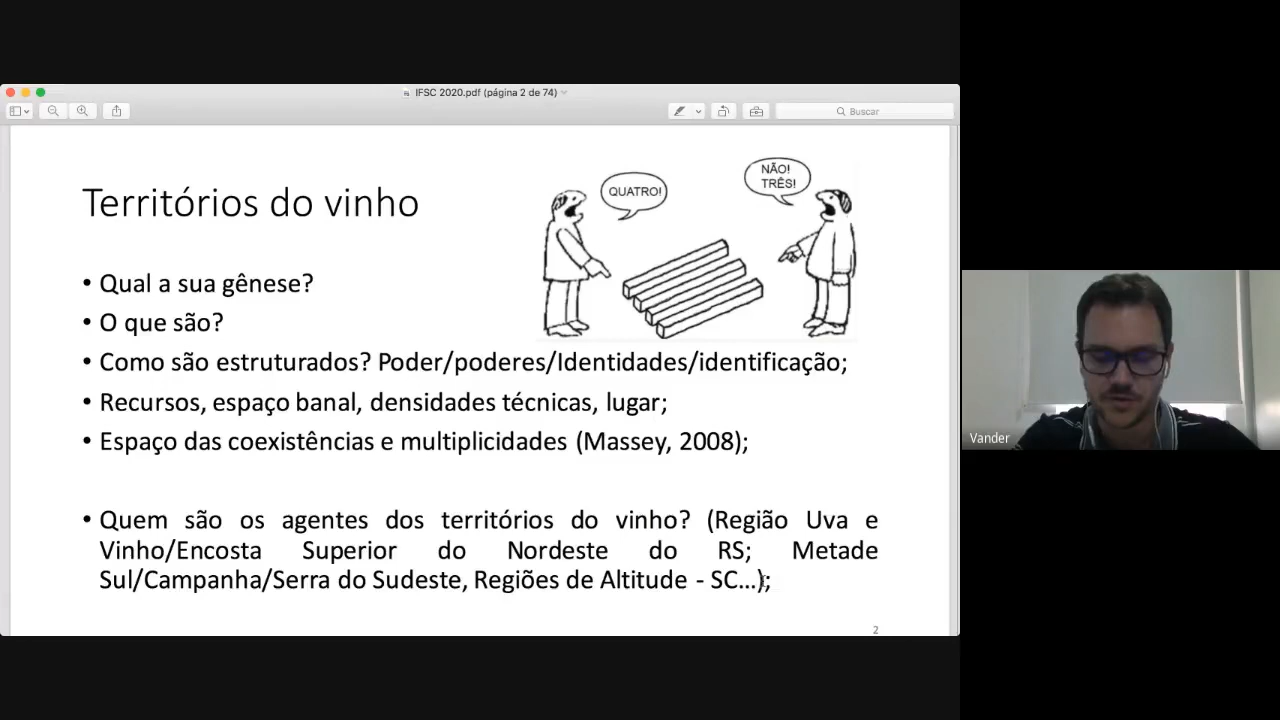 IFSC 2020.pdf (página 2 de 74)
Buscar
Territórios do vinho
QUATRO!
NÃO!
TRÊS!
• Qual a sua gênese?
• O que são?
• Como são estruturados? Poder/poderes/Identidades/identificação;
• Recursos, espaço banal, densidades técnicas, lugar;
• Espaço das coexistências e multiplicidades (Massey, 2008);
• Quem são os agentes dos territórios do vinho? (Região Uva e
Vinho/Encosta Superior do Nordeste do RS; Metade
Sul/Campanha/Serra do Sudeste, Regiões de Altitude - SC...);
2
Vander